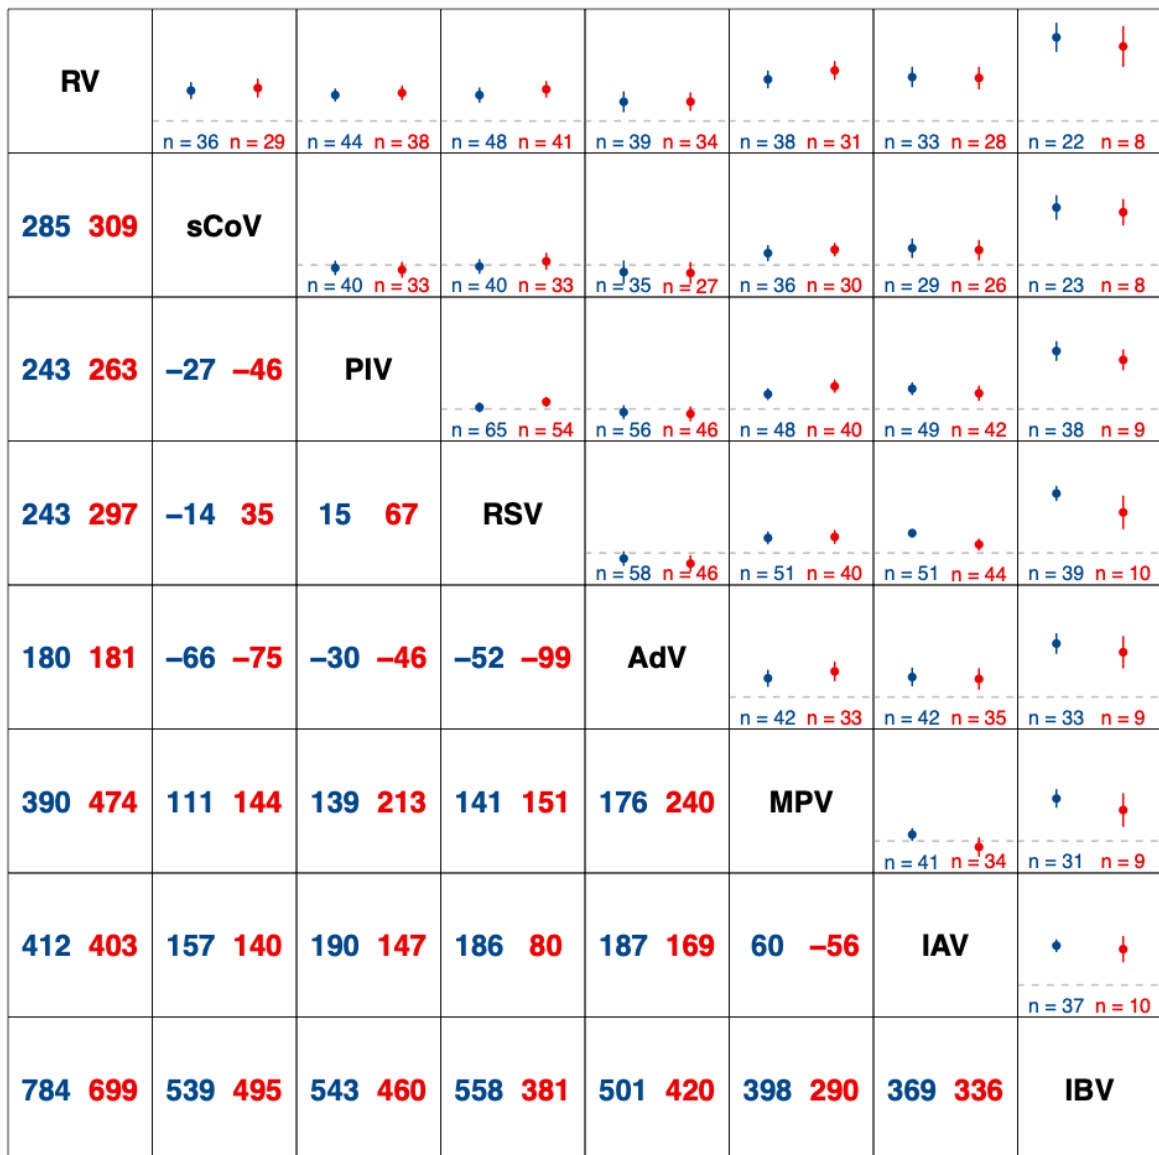 RV
n = 36 n = 29 n = 44 n = 38 n = 48 n = 41 n = 39 n = 34 n = 38 n = 31 n = 33 n = 28 n = 22 n = 8
285 309 sCoV
n = 40 n = 33 n = 40 n = 33 n = 35 n = 27 n = 36 n = 30 n = 29 n = 26 n = 23 n = 8
243 263 −27 −46 PIV
n = 65 n = 54 n = 56 n = 46 n = 48 n = 40 n = 49 n = 42 n = 38 n = 9
243 297 −14 35 15 67 RSV
n = 58 n = 46 n = 51 n = 40 n = 51 n = 44 n = 39 n = 10
180 181 −66 −75 −30 −46 −52 −99 AdV
n = 42 n = 33 n = 42 n = 35 n = 33 n = 9
390 474 111 144 139 213 141 151 176 240 MPV
n = 41 n = 34 n = 31 n = 9
412 403 157 140 190 147 186 80 187 169 60 −56 IAV
n = 37 n = 10
784 699 539 495 543 460 558 381 501 420 398 290 369 336 IBV